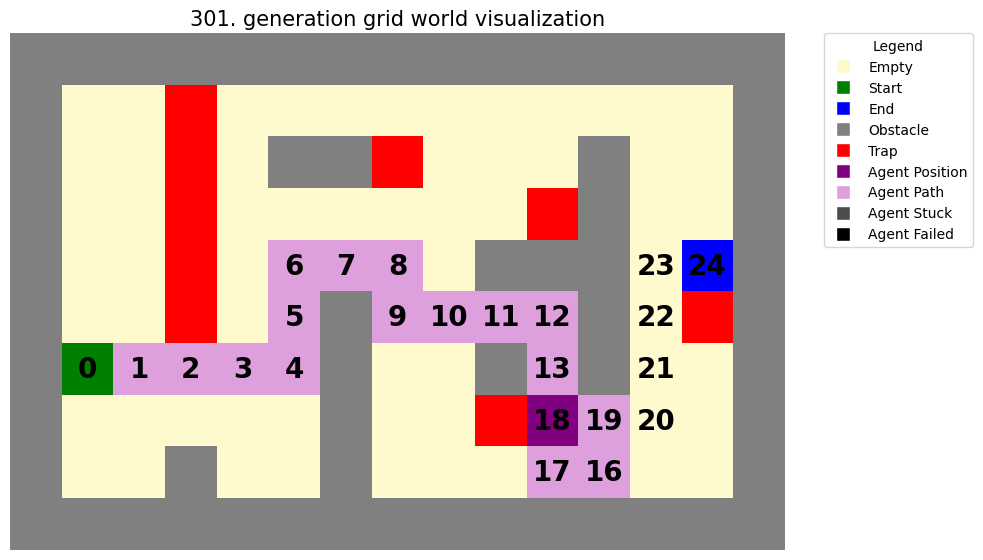 301. generation grid world visualization
Legend
Empty
Start
End
Obstacle
Trap
Agent Position
Agent Path
Agent Stuck
Agent Failed
6 7 8 23 24
5 9 10 11 12 22
0 1 2 3 4 13 21
18 19 20
17 16